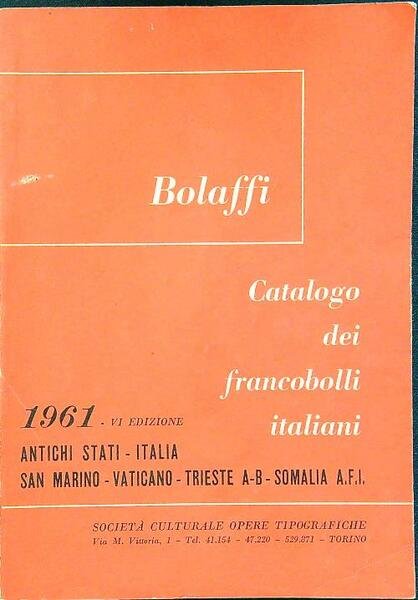 Bolaffi
Catalogo
dei
francobolli
italiani
1961 - VI EDIZIONE
ANTICHI STATI - ITALIA
SAN MARINO - VATICANO - TRIESTE A-B - SOMALIA A.F.I.
SOCIETÀ CULTURALE OPERE TIPOGRAFICHE
Via M. Vittoria, 1 - Tel. 41.154 - 47.220 - 529.871 - TORINO